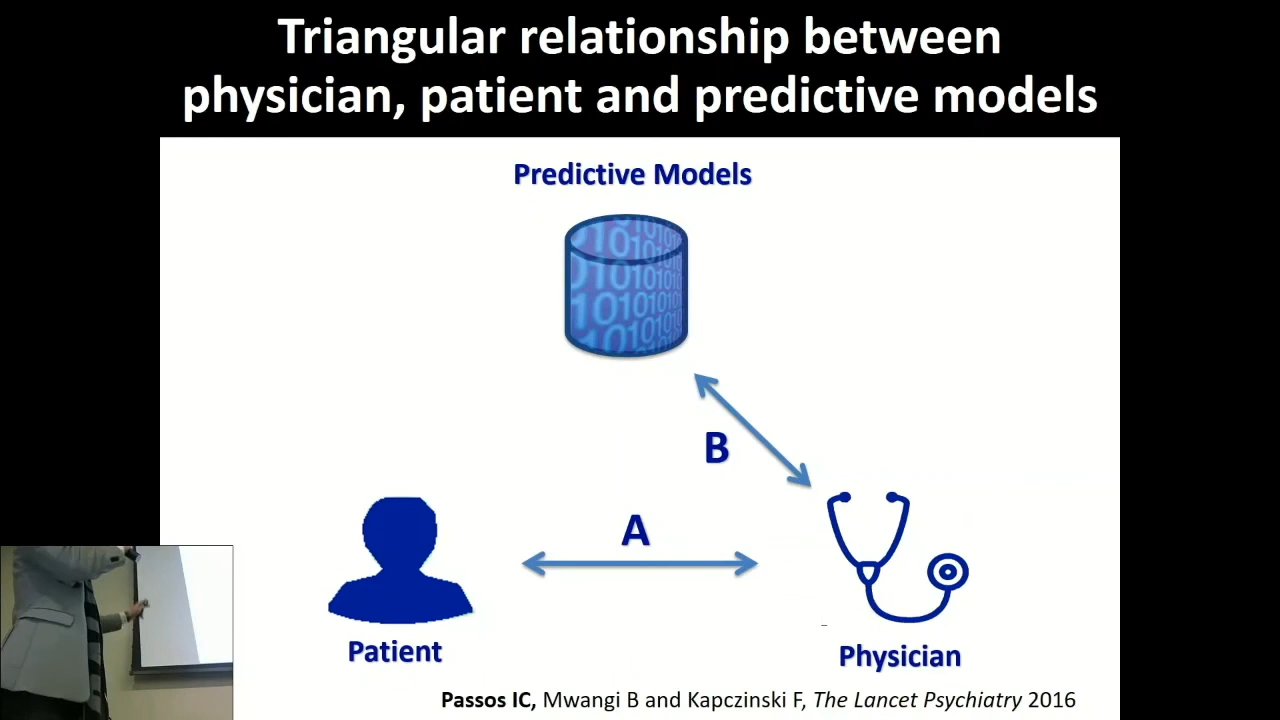 Triangular relationship between
physician, patient and predictive models
Predictive Models
B
A
Patient
Physician
Passos IC, Mwangi B and Kapczinski F, The Lancet Psychiatry 2016